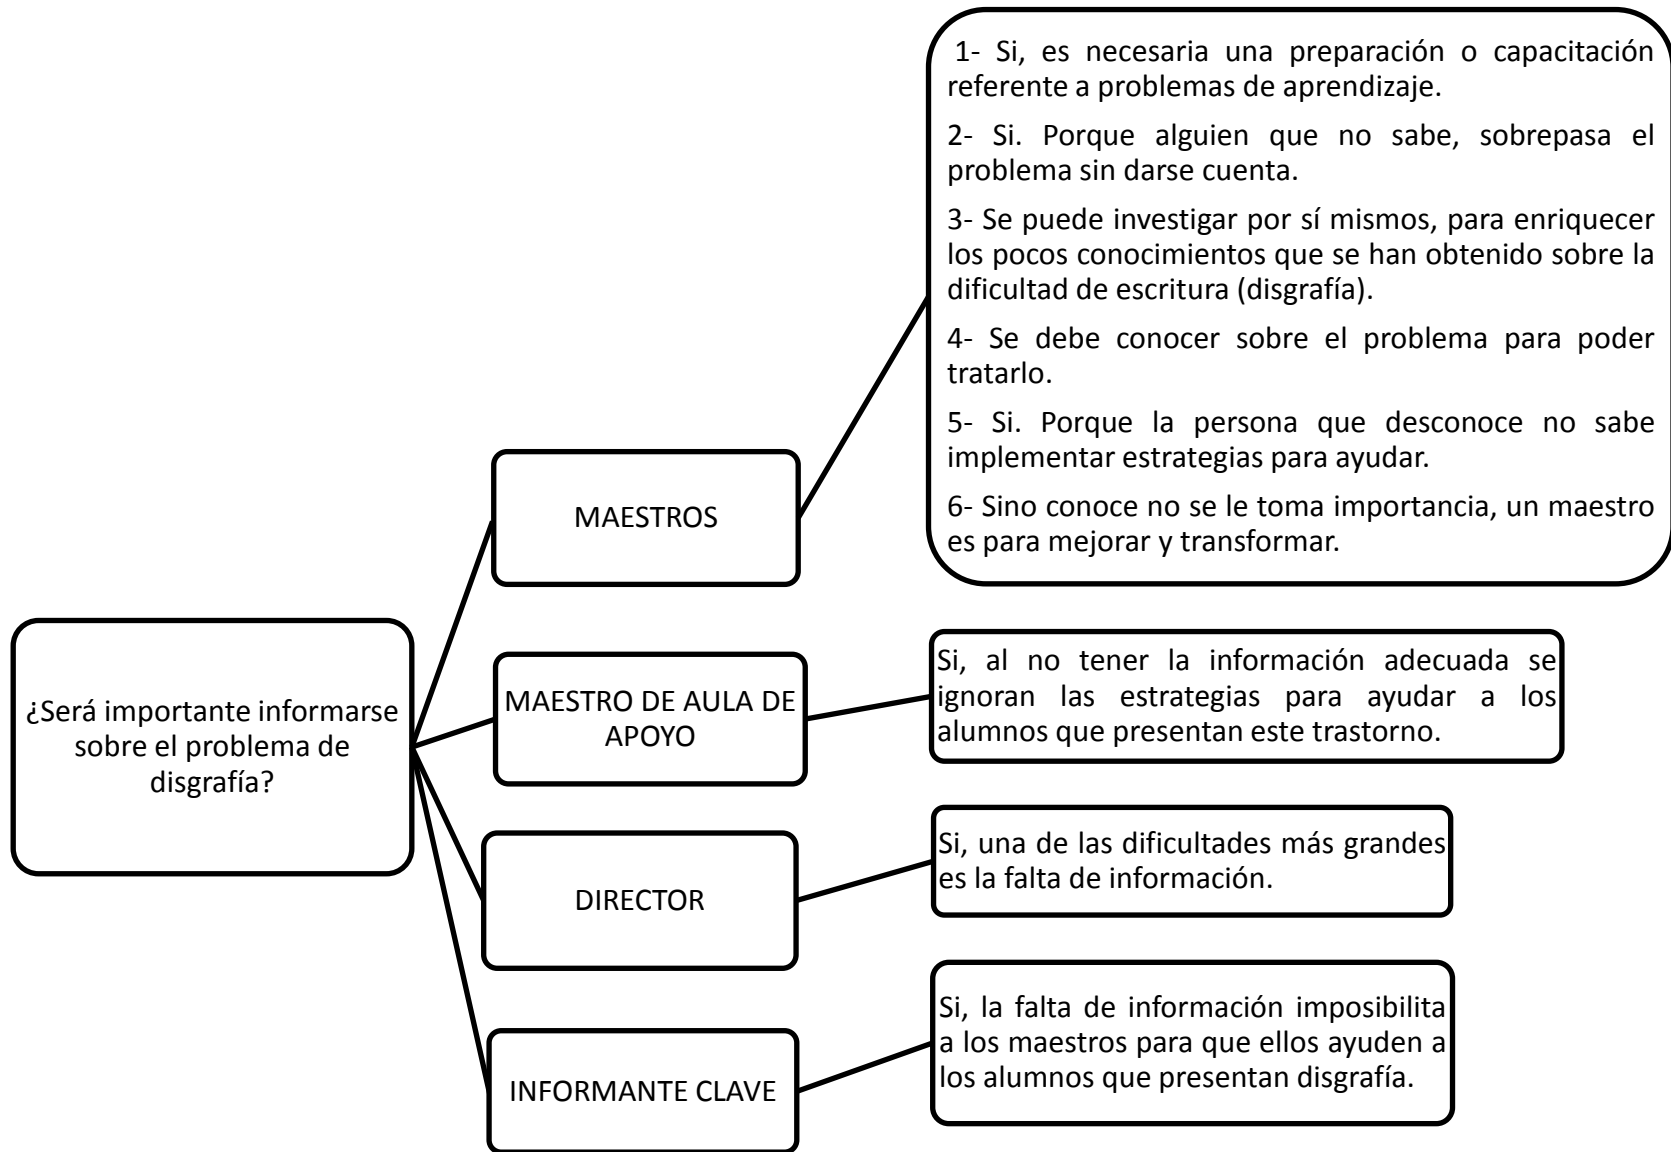 ¿Será importante informarse
sobre el problema de
disgrafía?
MAESTROS
1- Si, es necesaria una preparación o capacitación
referente a problemas de aprendizaje.
2- Si. Porque alguien que no sabe, sobrepasa el
problema sin darse cuenta.
3- Se puede investigar por sí mismos, para enriquecer
los pocos conocimientos que se han obtenido sobre la
dificultad de escritura (disgrafía).
4- Se debe conocer sobre el problema para poder
tratarlo.
5- Si. Porque la persona que desconoce no sabe
implementar estrategias para ayudar.
6- Sino conoce no se le toma importancia, un maestro
es para mejorar y transformar.
MAESTRO DE AULA DE
APOYO
Si, al no tener la información adecuada se
ignoran las estrategias para ayudar a los
alumnos que presentan este trastorno.
DIRECTOR
Si, una de las dificultades más grandes
es la falta de información.
INFORMANTE CLAVE
Si, la falta de información imposibilita
a los maestros para que ellos ayuden a
los alumnos que presentan disgrafía.